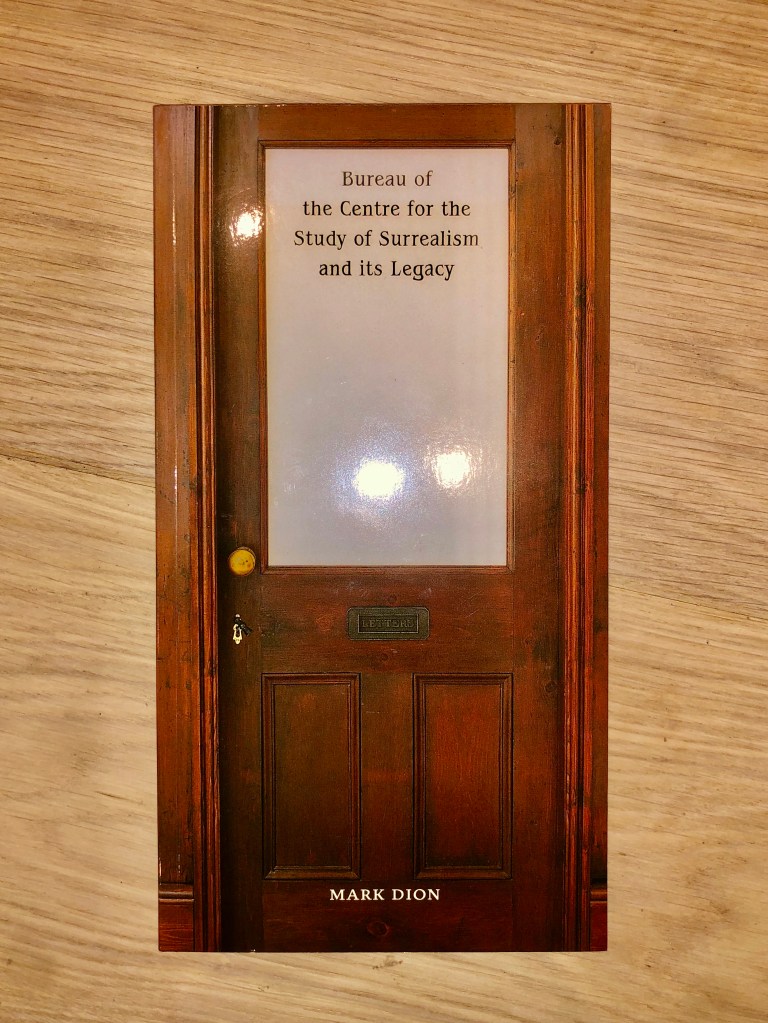 Bureau of
the Centre for the
Study of Surrealism
and its Legacy
LETTERS
MARK DION